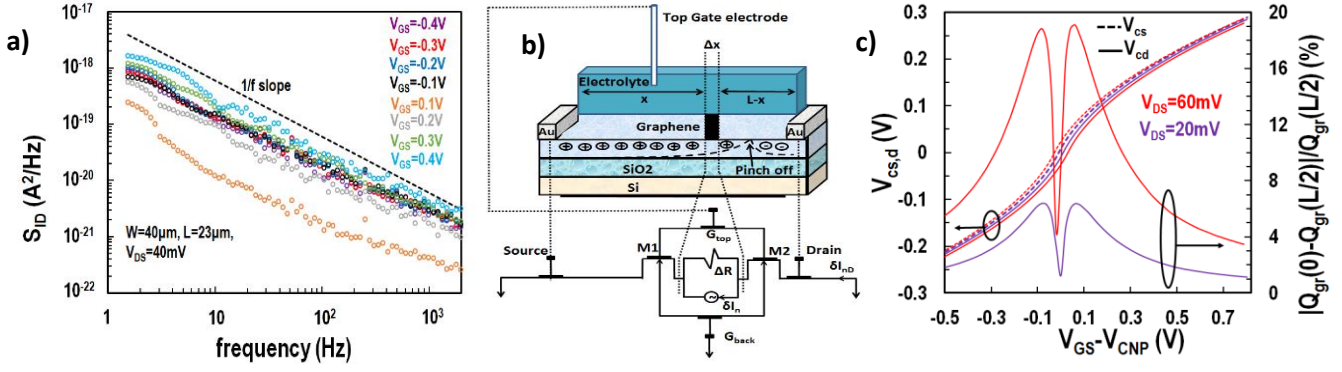 a)
S_ID (A²/Hz)
10⁻¹⁷
10⁻¹⁸
10⁻¹⁹
10⁻²⁰
10⁻²¹
10⁻²²
1/f slope
V_GS=-0.4V
V_GS=-0.3V
V_GS=-0.2V
V_GS=-0.1V
V_GS=0.1V
V_GS=0.2V
V_GS=0.3V
V_GS=0.4V
W=40μm, L=23μm,
V_DS=40mV
1
10
10²
10³
frequency (Hz)
b)
Top Gate electrode
Δx
Electrolyte
x
L-x
Au
Graphene
Au
SiO2
Pinch off
Si
Source
G_top
Drain
M1
M2
ΔR
δI_nD
δI_n
G_back
c)
V_cs,d (V)
0.3
0.2
0.1
0
-0.1
-0.2
-0.3
V_cs
V_cd
V_DS=60mV
V_DS=20mV
20
18
16
14
12
10
8
6
4
2
0
|Q_gr(0)-Q_gr(L/2)|/Q_gr(L/2) (%)
-0.5
-0.3
-0.1
0.1
0.3
0.5
0.7
V_GS-V_CNP (V)